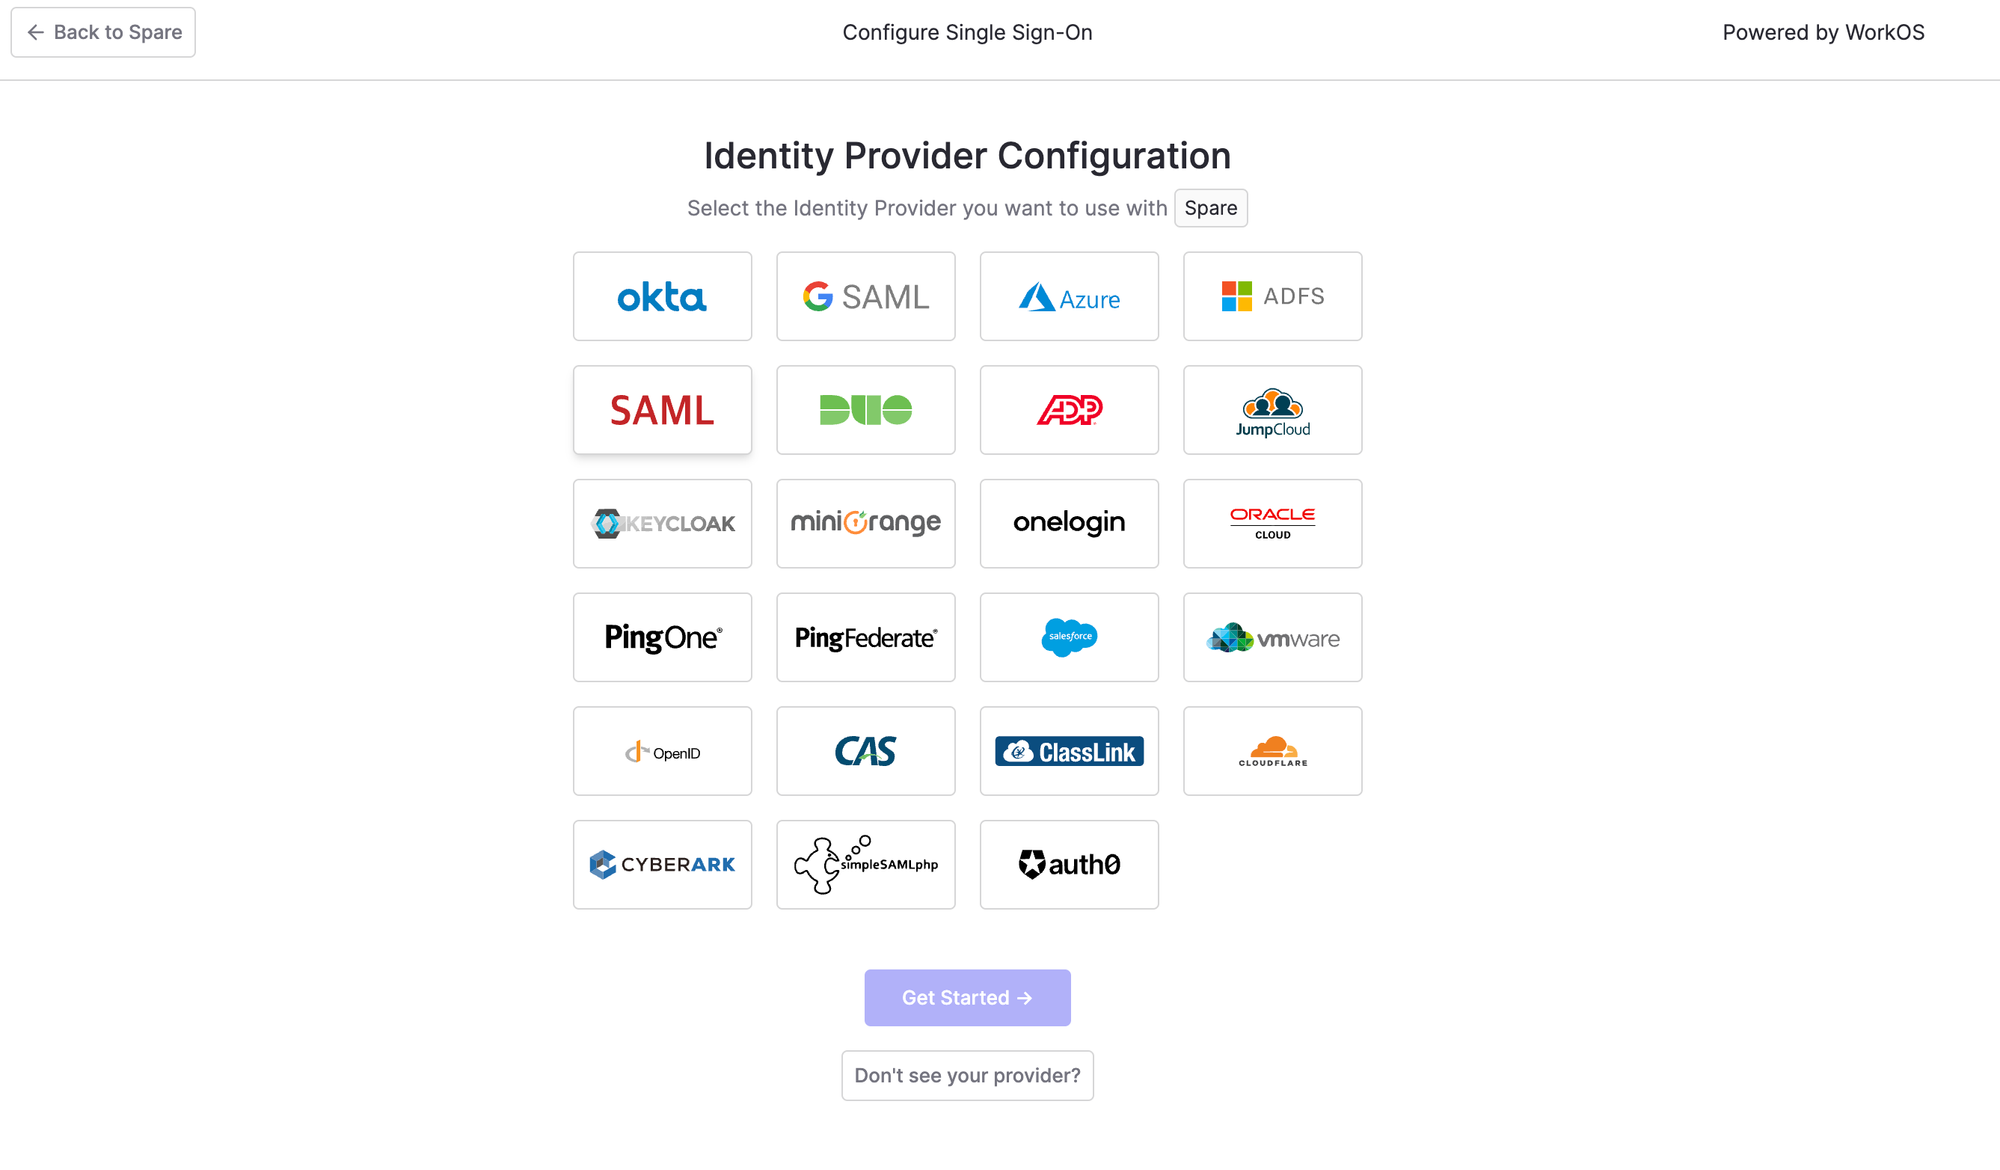 ← Back to Spare
Configure Single Sign-On
Powered by WorkOS
Identity Provider Configuration
Select the Identity Provider you want to use with Spare
okta
G SAML
Azure
ADFS
SAML
DUO
ADP
JumpCloud
KEYCLOAK
miniOrange
onelogin
ORACLE
CLOUD
PingOne®
PingFederate®
salesforce
vmware
OpenID
CAS
ClassLink
CLOUDFLARE
CYBERARK
simpleSAMLphp
auth0
Get Started →
Don't see your provider?